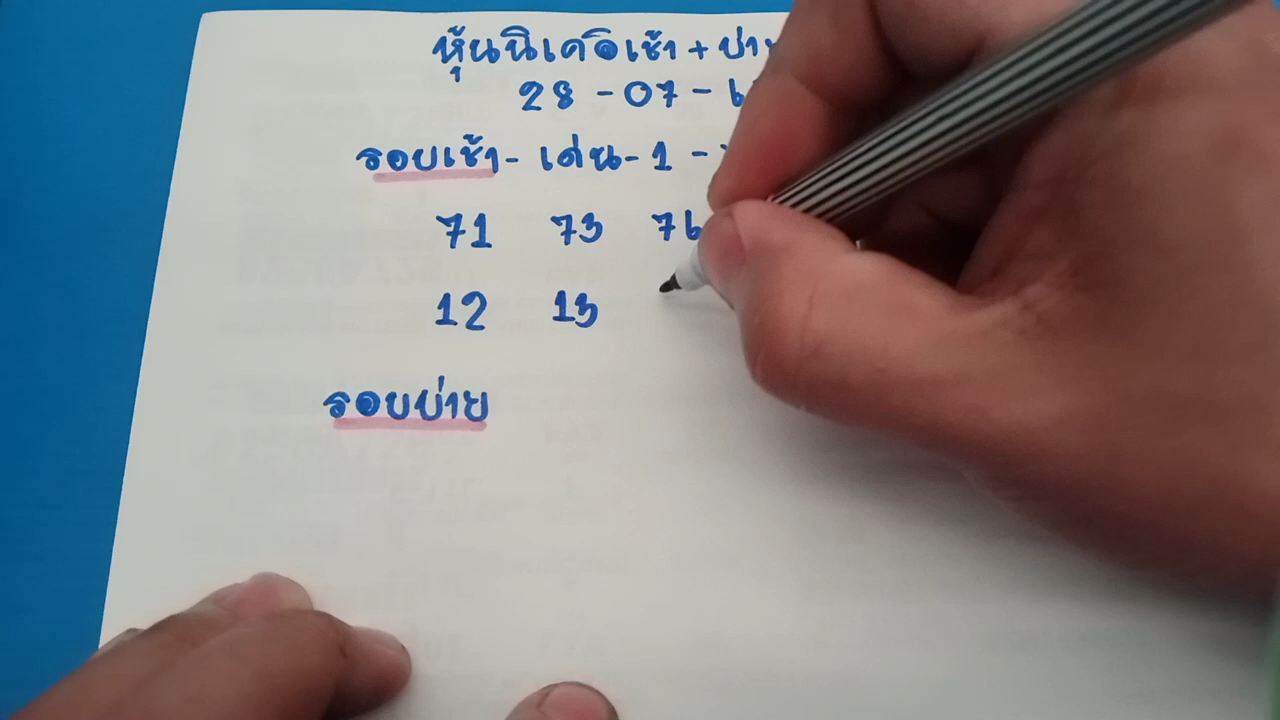 หุ้นนิเคอิเช้า + บ่าย
28 - 07 - 6
รอบเช้า - เด่น - 1 -
71 73 76
12 13
รอบบ่าย